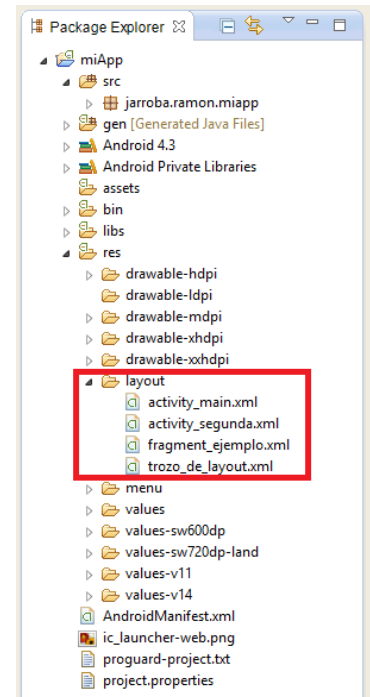 Package Explorer
miApp
src
jarroba.ramon.miapp
gen [Generated Java Files]
Android 4.3
Android Private Libraries
assets
bin
libs
res
drawable-hdpi
drawable-ldpi
drawable-mdpi
drawable-xhdpi
drawable-xxhdpi
layout
activity_main.xml
activity_segunda.xml
fragment_ejemplo.xml
trozo_de_layout.xml
menu
values
values-sw600dp
values-sw720dp-land
values-v11
values-v14
AndroidManifest.xml
ic_launcher-web.png
proguard-project.txt
project.properties